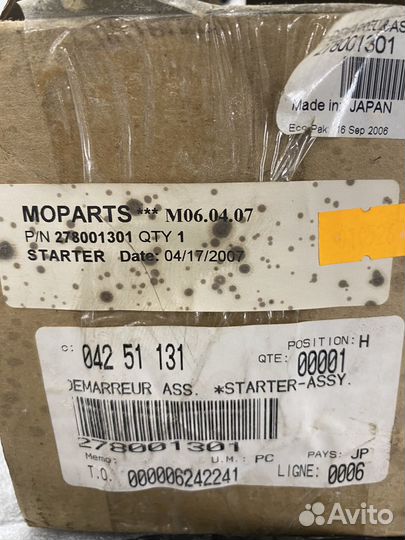 278001301
Made in: JAPAN
Eco-Pak 16 Sep 2006
MOPARTS *** M06.04.07
P/N 278001301 QTY 1
STARTER Date: 04/17/2007
POSITION: H
042 51 131
QTE: 00001
DEMARREUR ASS. *STARTER-ASSY.
278001301
Memo: U.M.: PC PAYS: JP
T.O. 000006242241 LIGNE: 0006
Avito